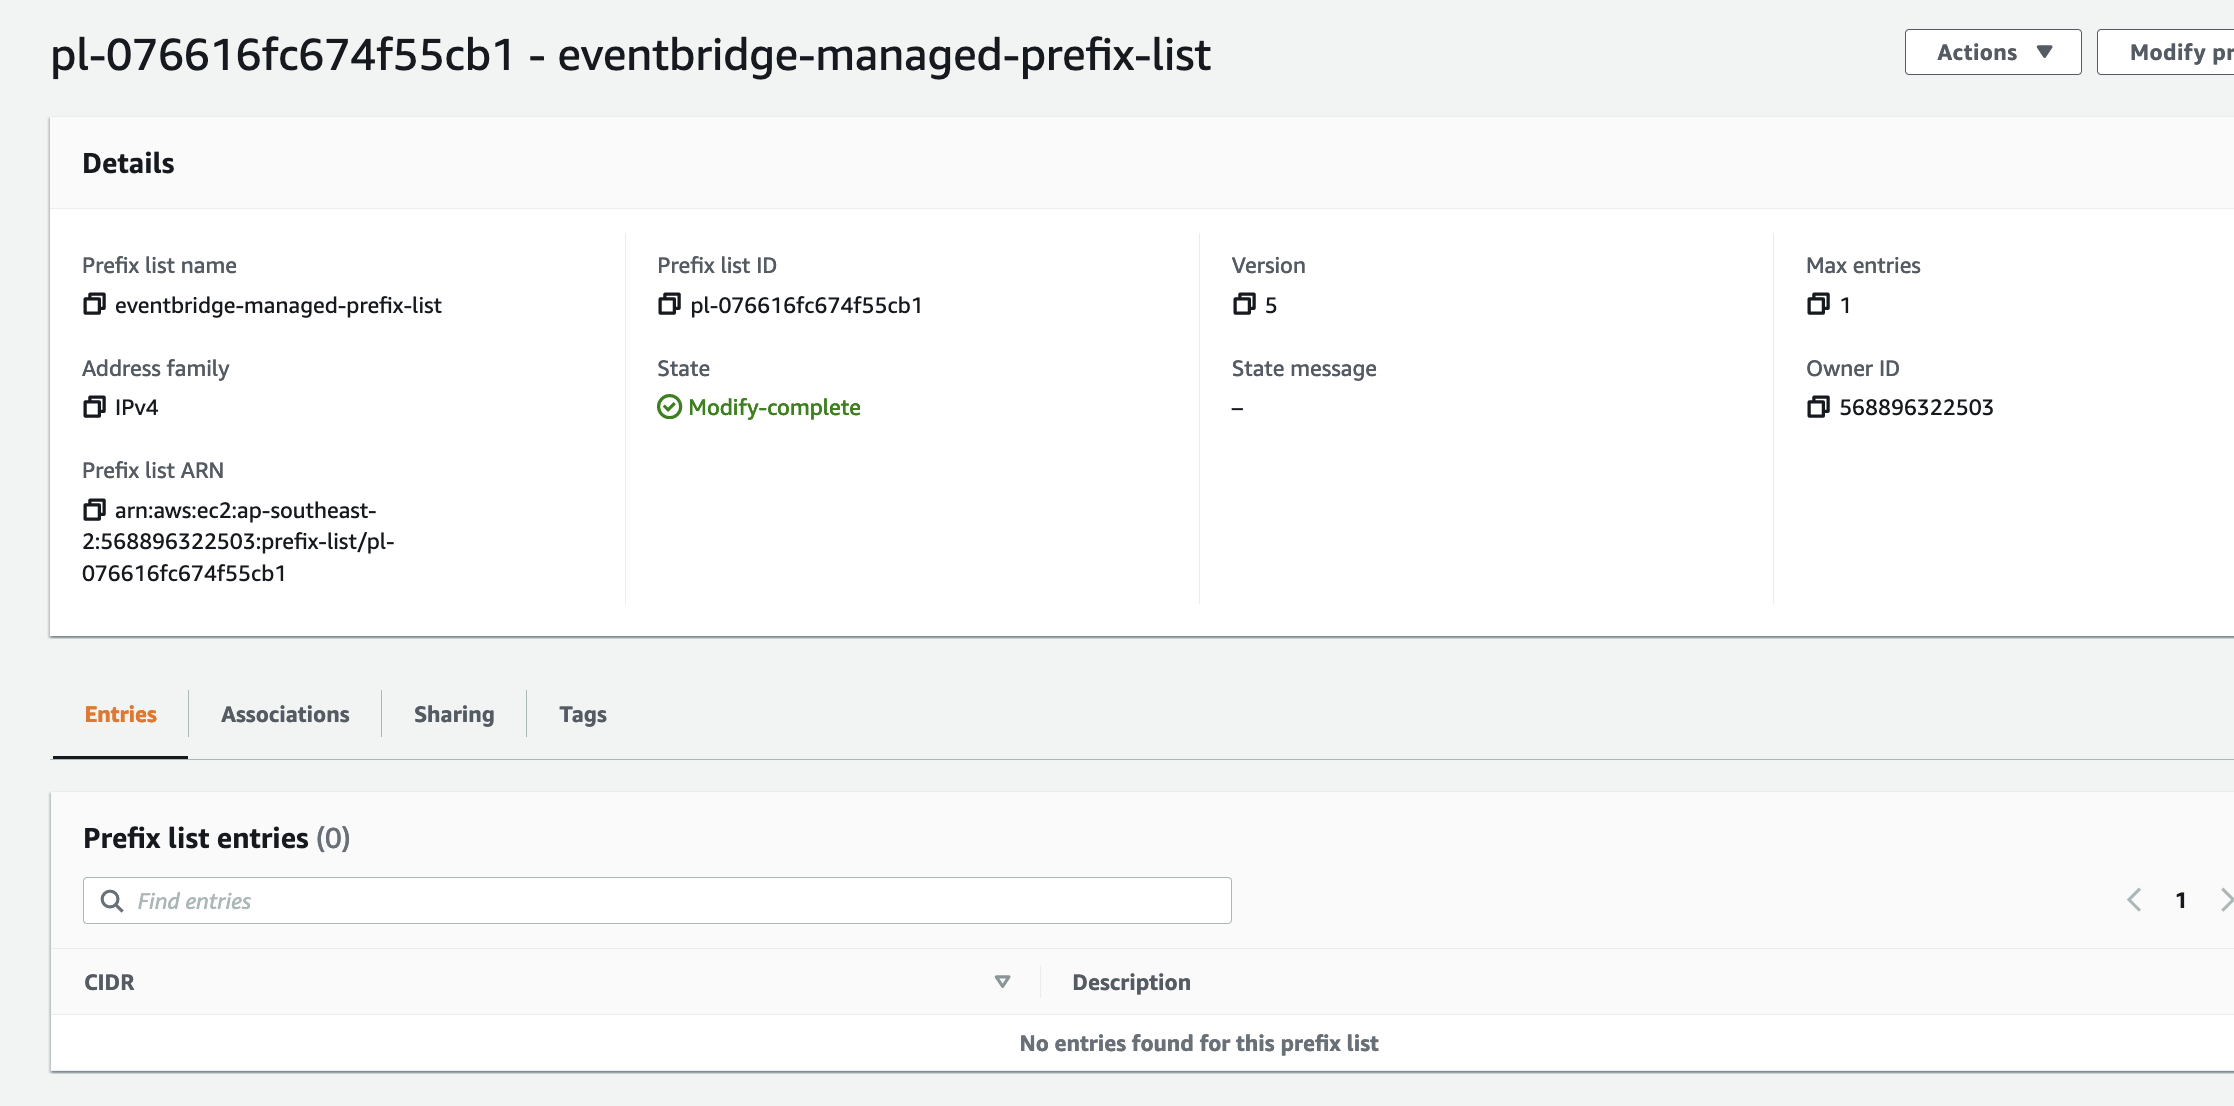 pl-076616fc674f55cb1 - eventbridge-managed-prefix-list
Actions
Modify pr
Details
Prefix list name
eventbridge-managed-prefix-list
Prefix list ID
pl-076616fc674f55cb1
Version
5
Max entries
1
Address family
IPv4
State
Modify-complete
State message
–
Owner ID
568896322503
Prefix list ARN
arn:aws:ec2:ap-southeast-
2:568896322503:prefix-list/pl-
076616fc674f55cb1
Entries
Associations
Sharing
Tags
Prefix list entries (0)
Find entries
1
CIDR
Description
No entries found for this prefix list